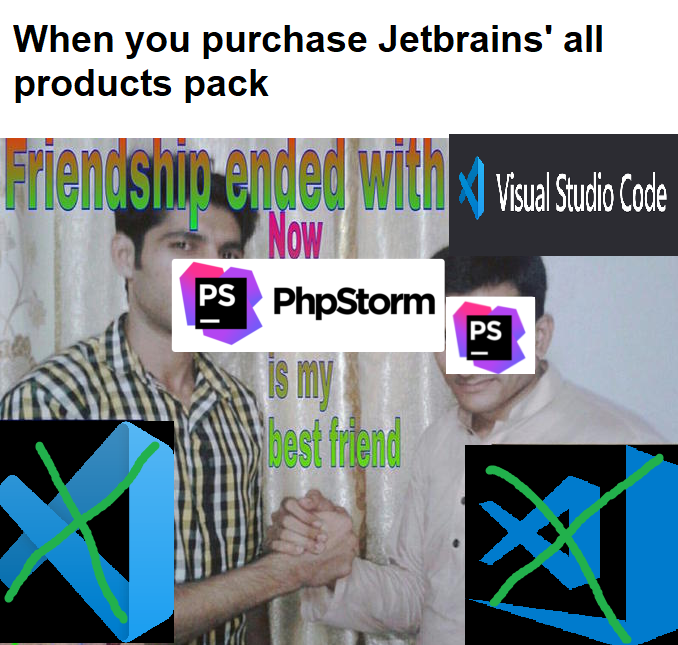 When you purchase Jetbrains' all
products pack
Friendship ended with
Visual Studio Code
Now
PS PhpStorm
PS
is my
best friend